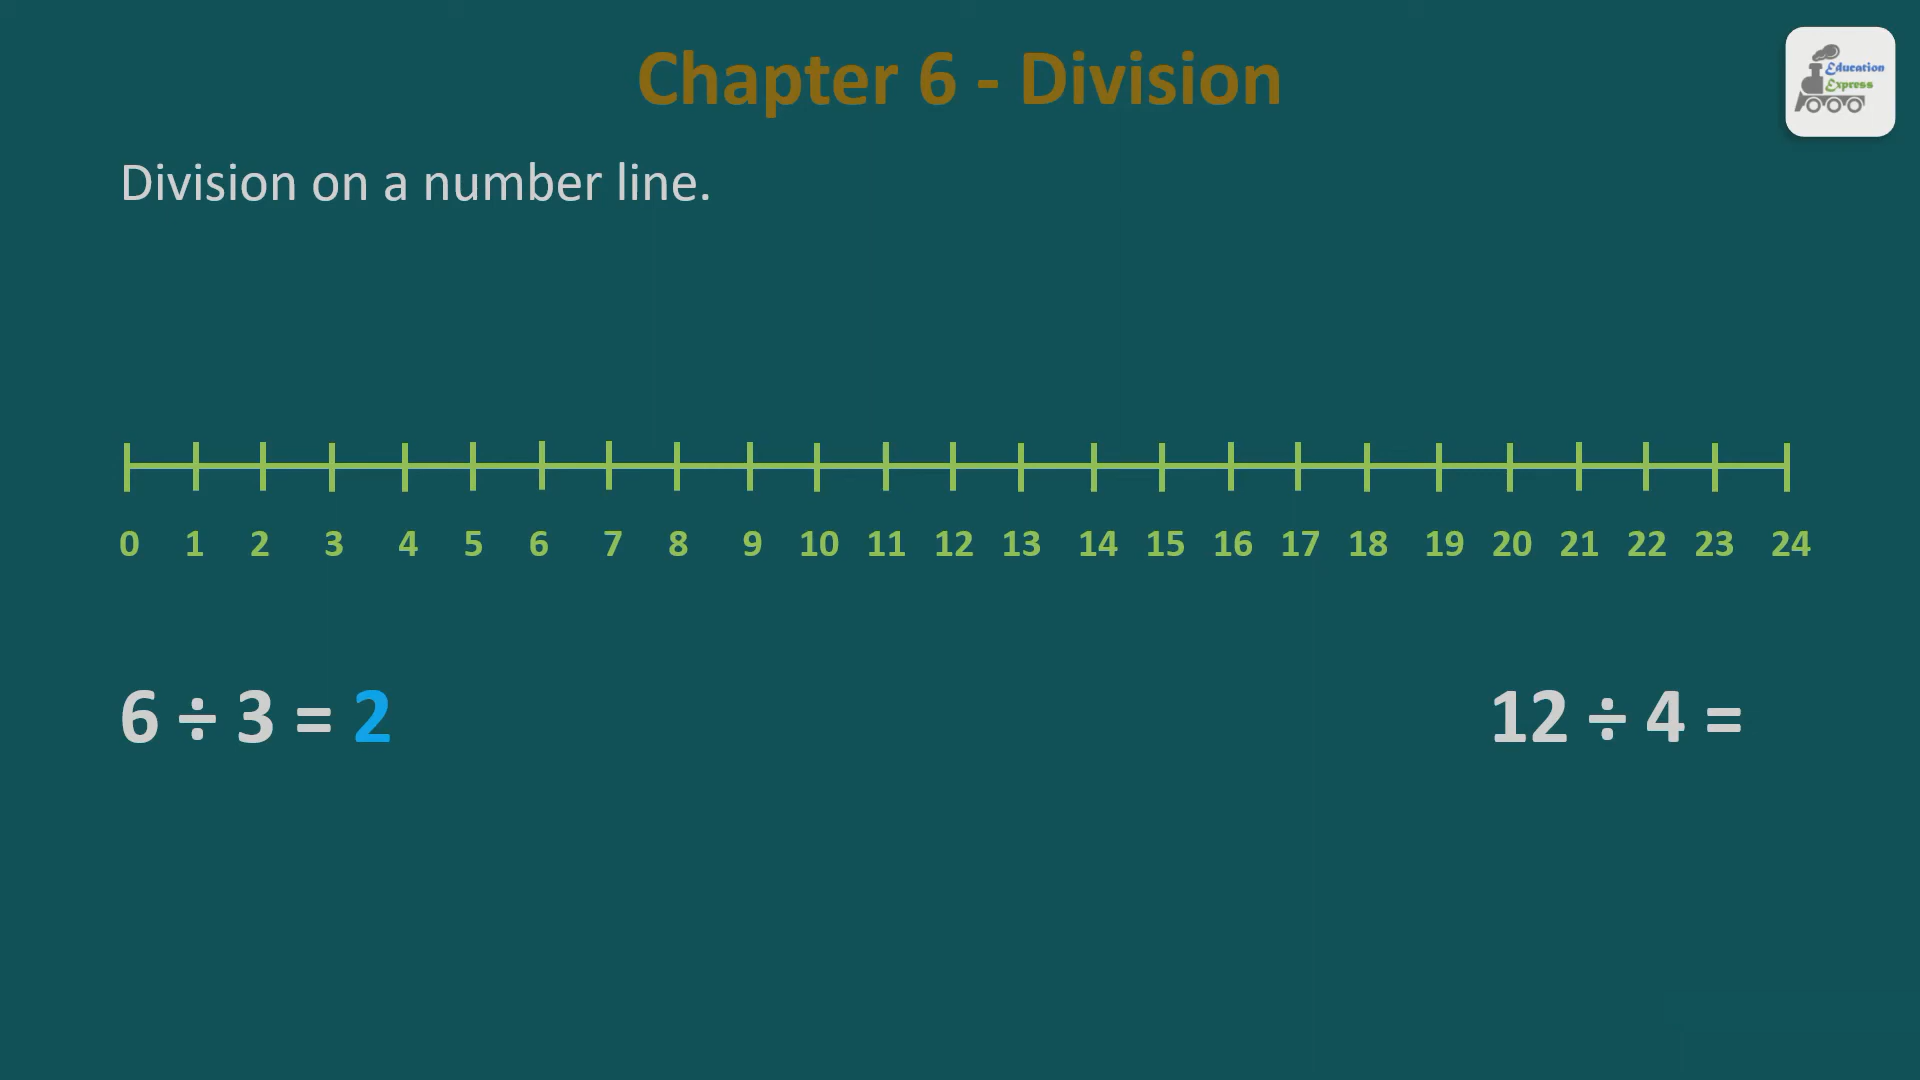 Chapter 6 - Division
Education
Express
Division on a number line.
0 1 2 3 4 5 6 7 8 9 10 11 12 13 14 15 16 17 18 19 20 21 22 23 24
6 ÷ 3 = 2
12 ÷ 4 =